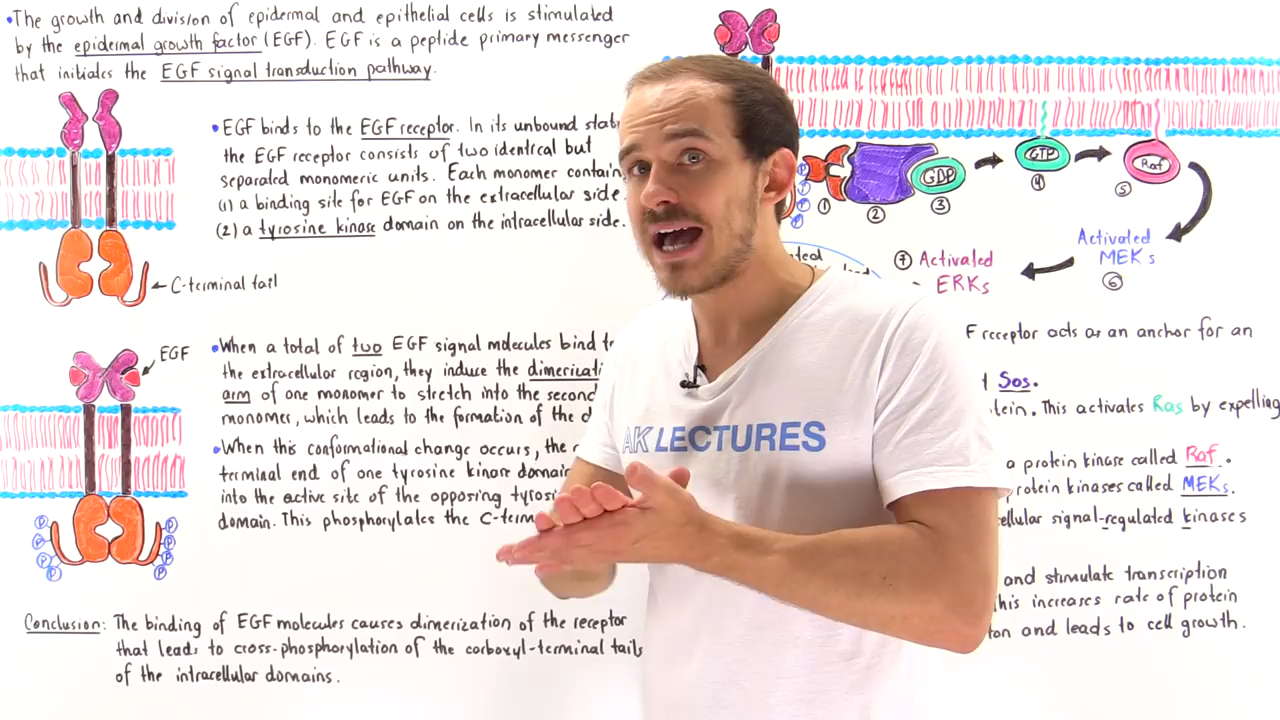 •The growth and division of epidermal and epithelial cells is stimulated
by the epidermal growth factor (EGF). EGF is a peptide primary messenger
that initiates the EGF signal transduction pathway.
•EGF binds to the EGF receptor. In its unbound state
the EGF receptor consists of two identical but
separated monomeric units. Each monomer contain
(1) a binding site for EGF on the extracellular side
(2) a tyrosine kinase domain on the intracellular side.
C-terminal tail
EGF
•When a total of two EGF signal molecules bind to
the extracellular region, they induce the
arm of one monomer to stretch into the second
monomer, which leads to the formation of the d
•When this conformational change occurs, the
terminal end of one tyrosine kinase domain
into the active site of the opposing
domain. This phosphorylates the C-term
P P P P P P P P
Conclusion: The binding of EGF molecules causes dimerization of the receptor
that leads to cross-phosphorylation of the carboxyl-terminal tails
of the intracellular domains.
P P P P P
GDP
GTP
Raf
1 2 3 4 5
Activated
MEKs
6
7 Activated
ERKs
AK LECTURES
F receptor acts as an anchor for an
Sos.
tein. This activates Ras by expelling
a protein kinase called Raf.
protein kinases called MEKs.
cellular signal-regulated kinases
and stimulate transcription
his increases rate of protein
and leads to cell growth.